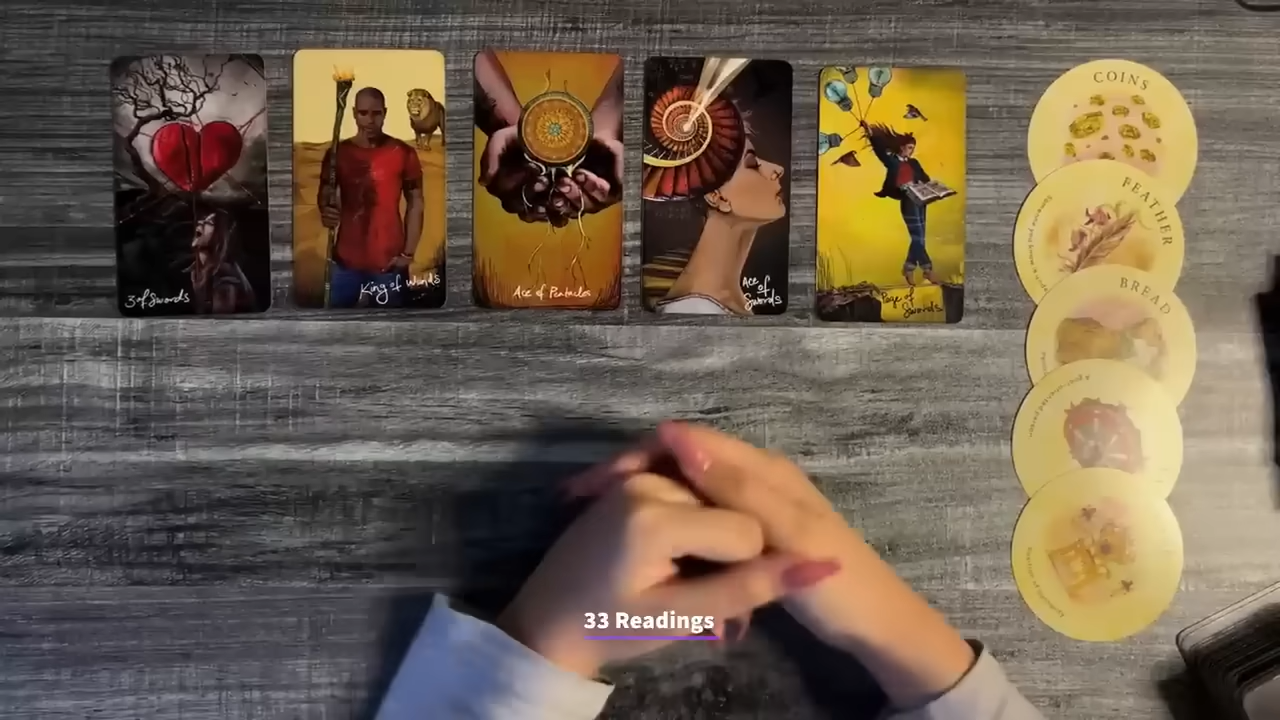 3 of Swords
King of Wands
Ace of Pentacles
Ace
of
Swords
Page of
Swords
COINS
FEATHER
BREAD
33 Readings